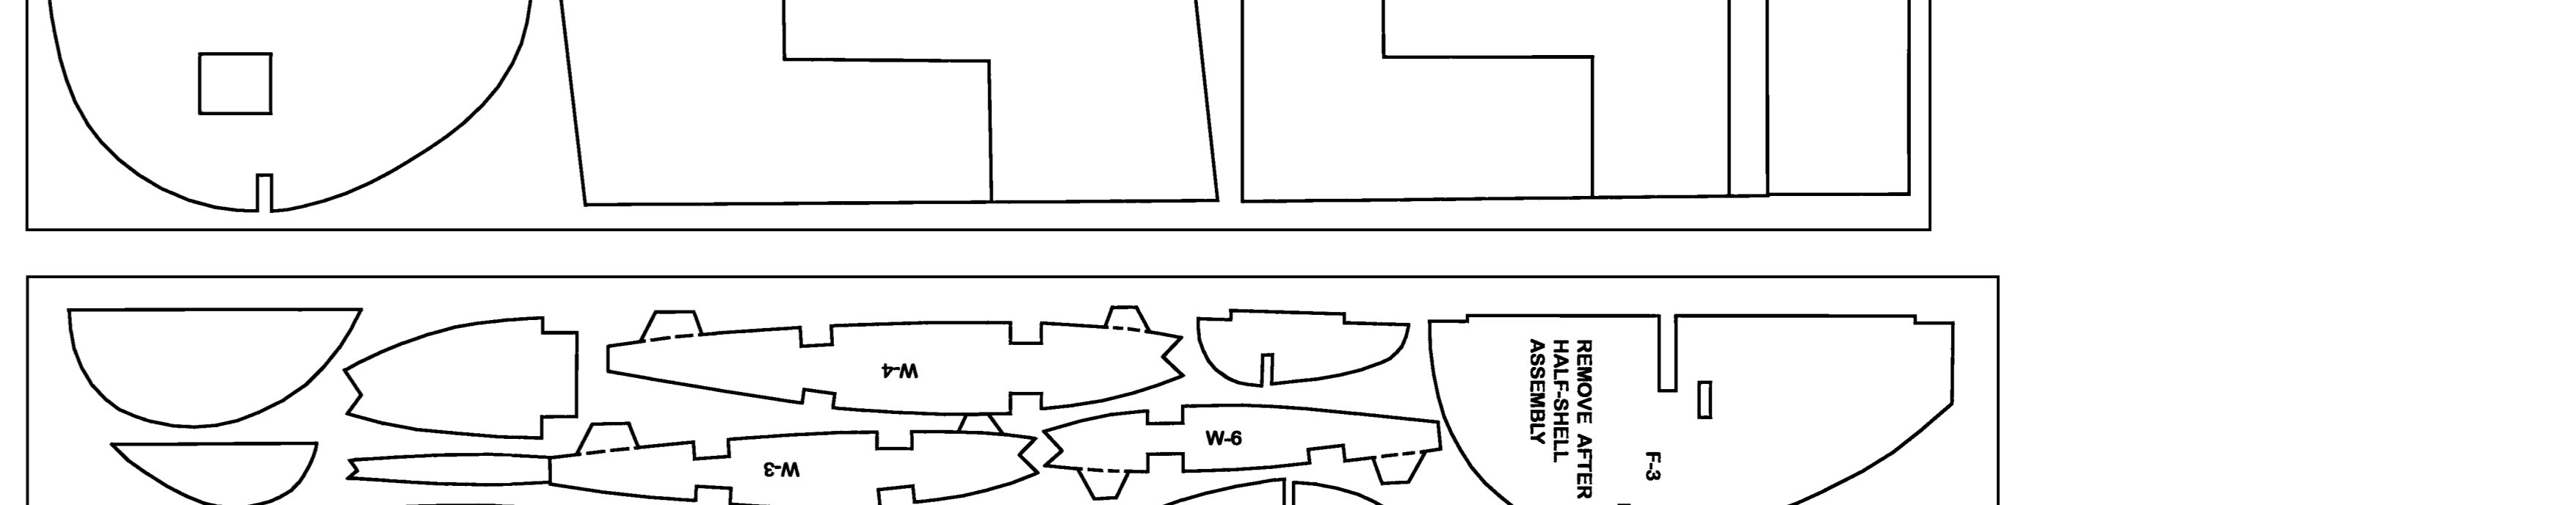 W-4
W-6
W-3
REMOVE AFTER
HALF-SHELL
ASSEMBLY
F-3